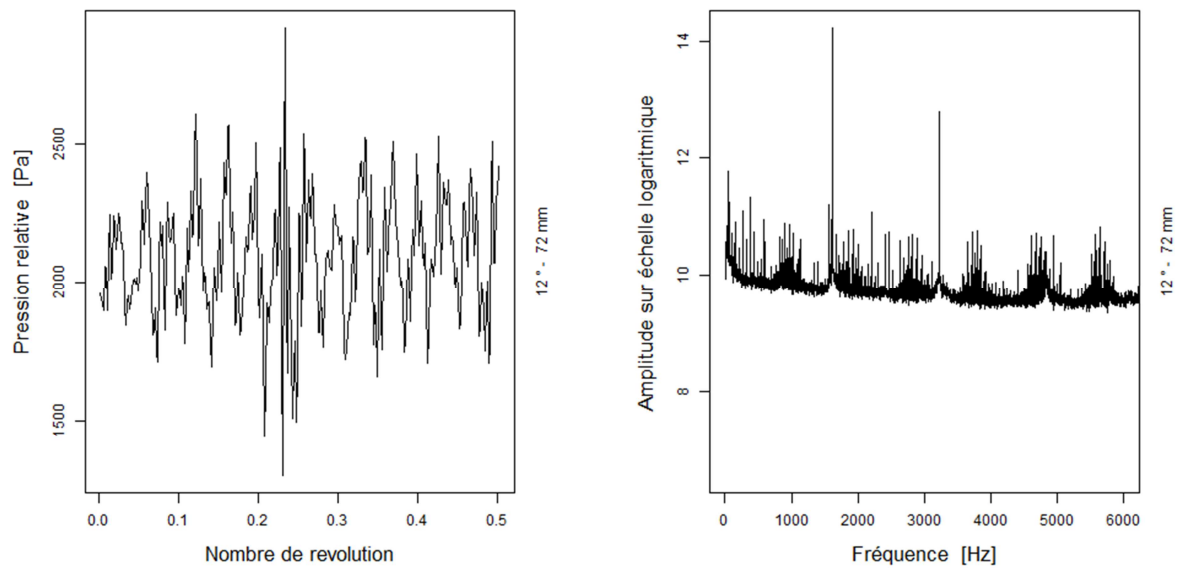 Pression relative [Pa]
2500
2000
1500
0.0 0.1 0.2 0.3 0.4 0.5
Nombre de revolution
12° - 72 mm
Amplitude sur échelle logaritmique
14
12
10
8
0 1000 2000 3000 4000 5000 6000
Fréquence [Hz]
12° - 72 mm